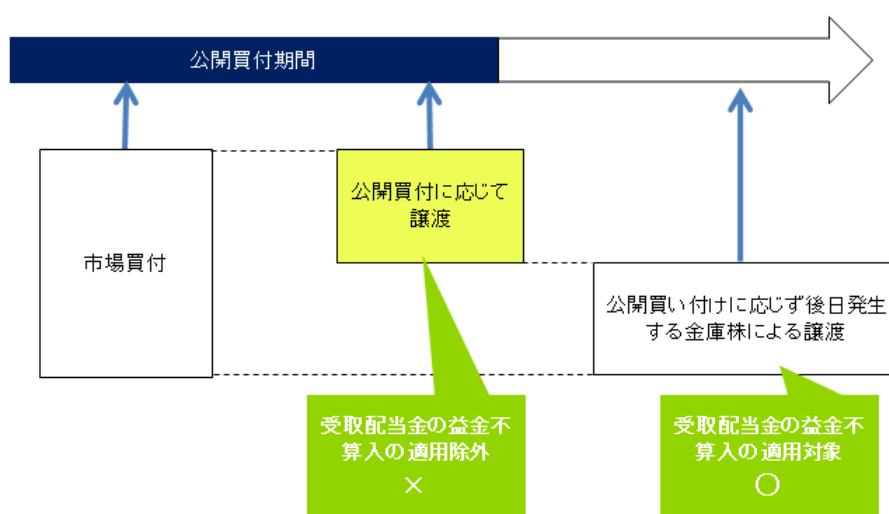 公開買付期間
公開買付に応じて
譲渡
市場買付
公開買い付けに応じず後日発生
する金庫株による譲渡
受取配当金の益金不
算入の適用除外
×
受取配当金の益金不
算入の適用対象
○